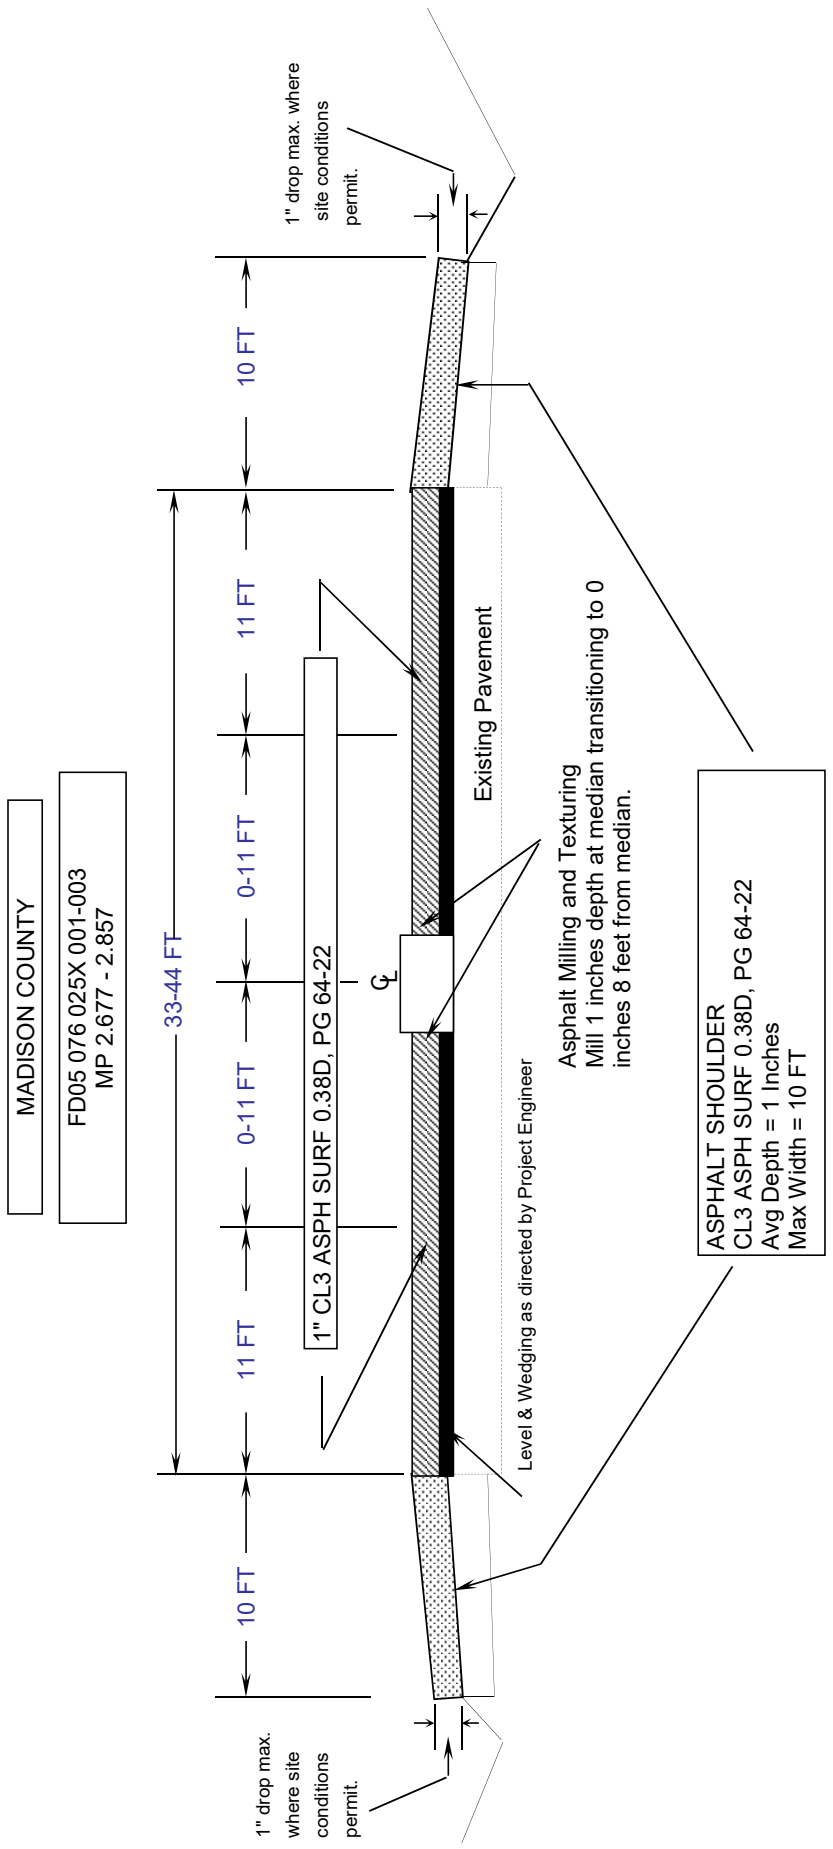 MADISON COUNTY
FD05 076 025X 001-003
MP 2.677 - 2.857
33-44 FT
10 FT
11 FT
0-11 FT
0-11 FT
11 FT
10 FT
1" CL3 ASPH SURF 0.38D, PG 64-22
1" drop max.
where site
conditions
permit.
1" drop max. where
site conditions
permit.
CL
Existing Pavement
Level & Wedging as directed by Project Engineer
Asphalt Milling and Texturing
Mill 1 inches depth at median transitioning to 0
inches 8 feet from median.
ASPHALT SHOULDER
CL3 ASPH SURF 0.38D, PG 64-22
Avg Depth = 1 Inches
Max Width = 10 FT